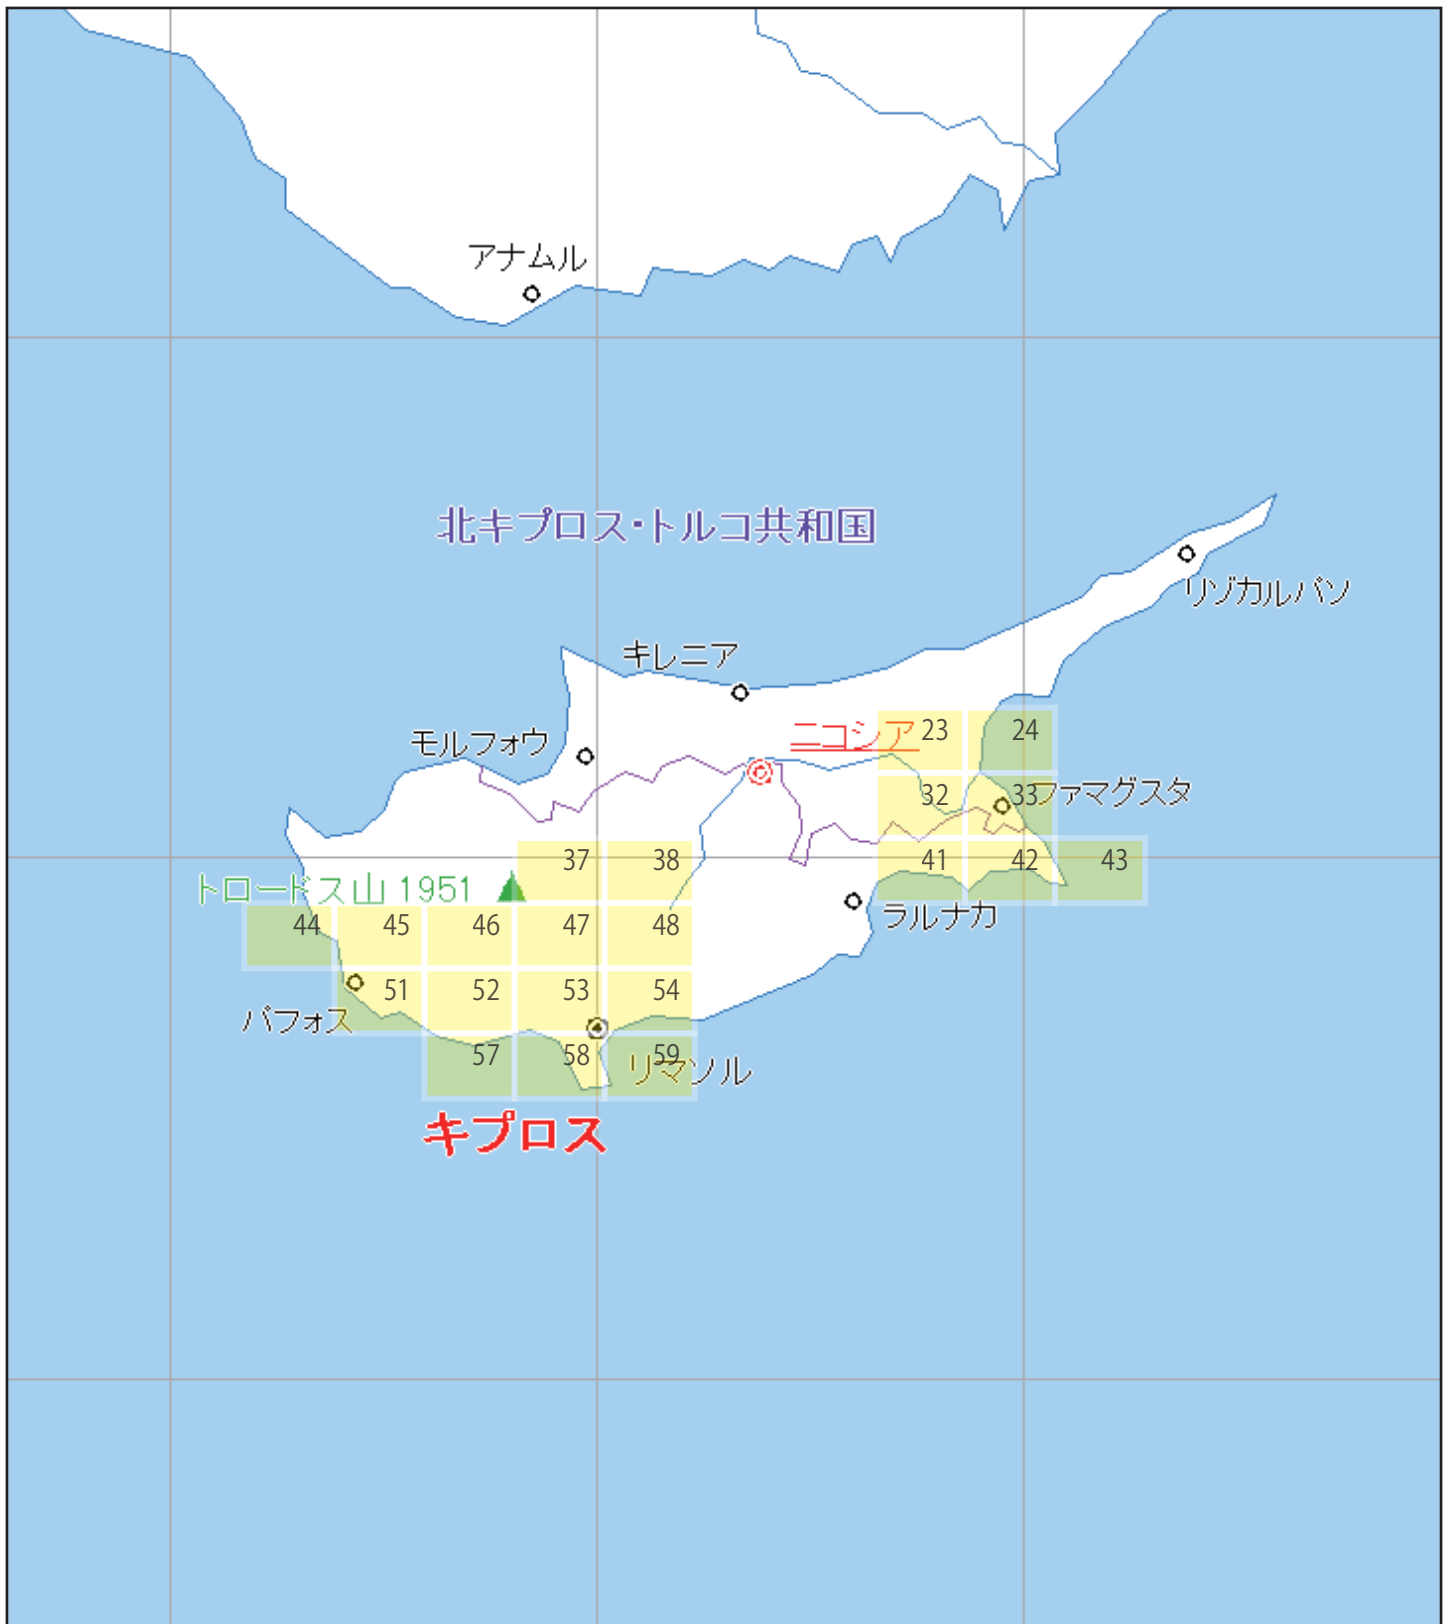 アナムル
北キプロス・トルコ共和国
リゾカルパソ
キレニア
モルフォウ
ニコシア
23
24
32
33
ファマグスタ
37
38
41
42
43
トロードス山 1951
ラルナカ
44
45
46
47
48
51
52
53
54
パフォス
57
58
59
リマソル
キプロス